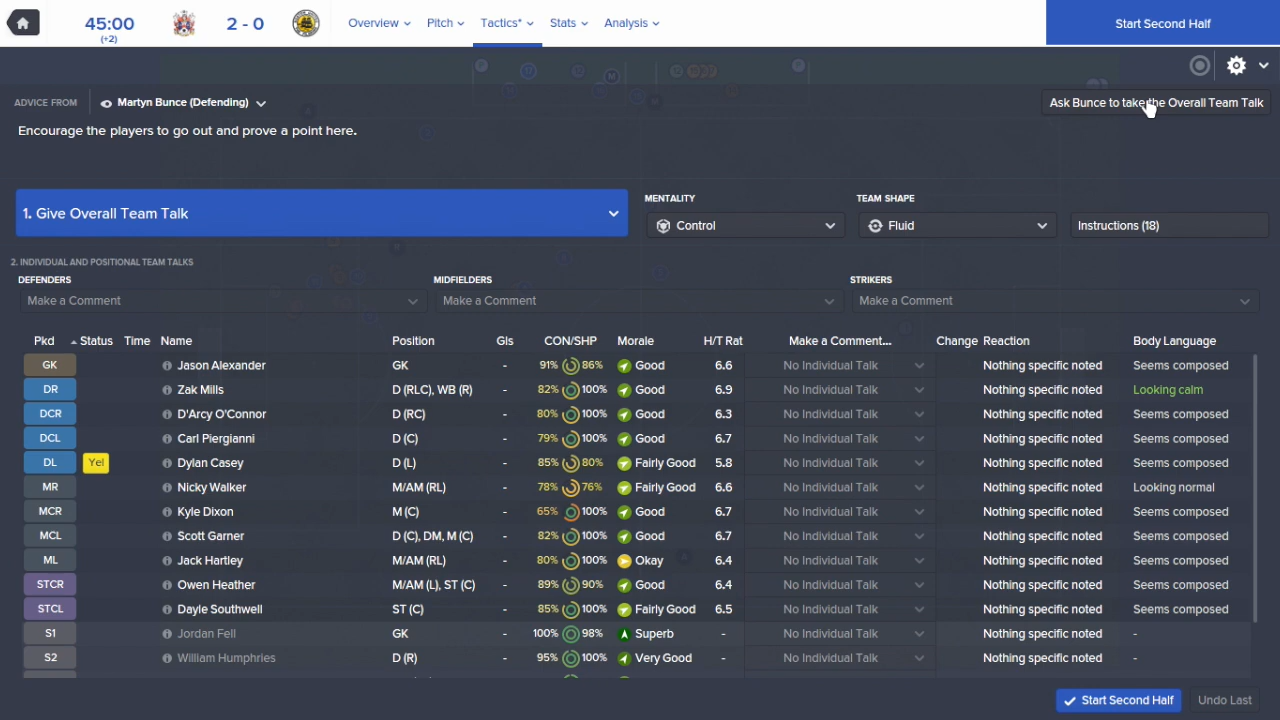 45:00
(+2)
2 - 0
Overview
Pitch
Tactics*
Stats
Analysis
Start Second Half
ADVICE FROM
Martyn Bunce (Defending)
Ask Bunce to take the Overall Team Talk
Encourage the players to go out and prove a point here.
1. Give Overall Team Talk
MENTALITY
Control
TEAM SHAPE
Fluid
Instructions (18)
2. INDIVIDUAL AND POSITIONAL TEAM TALKS
DEFENDERS
MIDFIELDERS
STRIKERS
Make a Comment
Make a Comment
Make a Comment
Pkd Status Time Name Position Gls CON/SHP Morale H/T Rat Make a Comment... Change Reaction Body Language
GK Jason Alexander GK - 91% 86% Good 6.6 No Individual Talk Nothing specific noted Seems composed
DR Zak Mills D (RLC), WB (R) - 82% 100% Good 6.9 No Individual Talk Nothing specific noted Looking calm
DCR D'Arcy O'Connor D (RC) - 80% 100% Good 6.3 No Individual Talk Nothing specific noted Seems composed
DCL Carl Piergianni D (C) - 79% 100% Good 6.7 No Individual Talk Nothing specific noted Seems composed
DL Yel Dylan Casey D (L) - 85% 80% Fairly Good 5.8 No Individual Talk Nothing specific noted Seems composed
MR Nicky Walker M/AM (RL) - 78% 76% Fairly Good 6.6 No Individual Talk Nothing specific noted Looking normal
MCR Kyle Dixon M (C) - 65% 100% Good 6.7 No Individual Talk Nothing specific noted Seems composed
MCL Scott Garner D (C), DM, M (C) - 82% 100% Good 6.7 No Individual Talk Nothing specific noted Seems composed
ML Jack Hartley M/AM (RL) - 80% 100% Okay 6.4 No Individual Talk Nothing specific noted Seems composed
STCR Owen Heather M/AM (L), ST (C) - 89% 90% Good 6.4 No Individual Talk Nothing specific noted Seems composed
STCL Dayle Southwell ST (C) - 85% 100% Fairly Good 6.5 No Individual Talk Nothing specific noted Seems composed
S1 Jordan Fell GK - 100% 98% Superb - No Individual Talk Nothing specific noted -
S2 William Humphries D (R) - 95% 100% Very Good - No Individual Talk Nothing specific noted -
Start Second Half
Undo Last